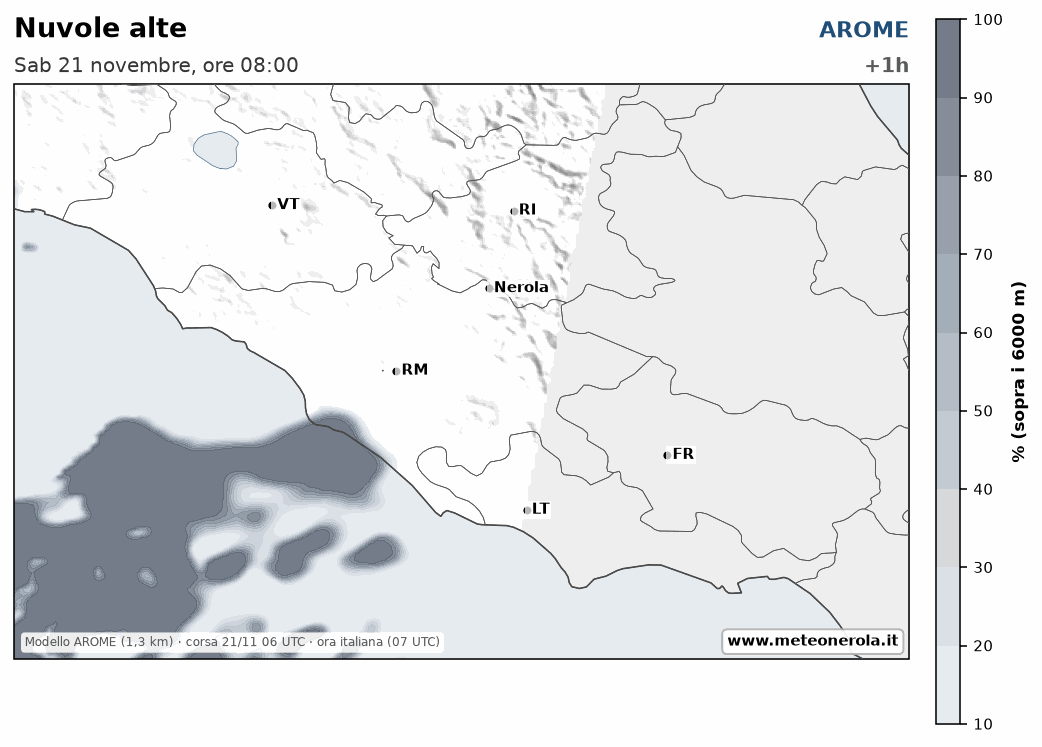 Nuvole alte
AROME
Sab 21 novembre, ore 08:00
+1h
VT
RI
Nerola
RM
FR
LT
Modello AROME (1,3 km) · corsa 21/11 06 UTC · ora italiana (07 UTC)
www.meteonerola.it
100
90
80
70
60
50
40
30
20
10
% (sopra i 6000 m)